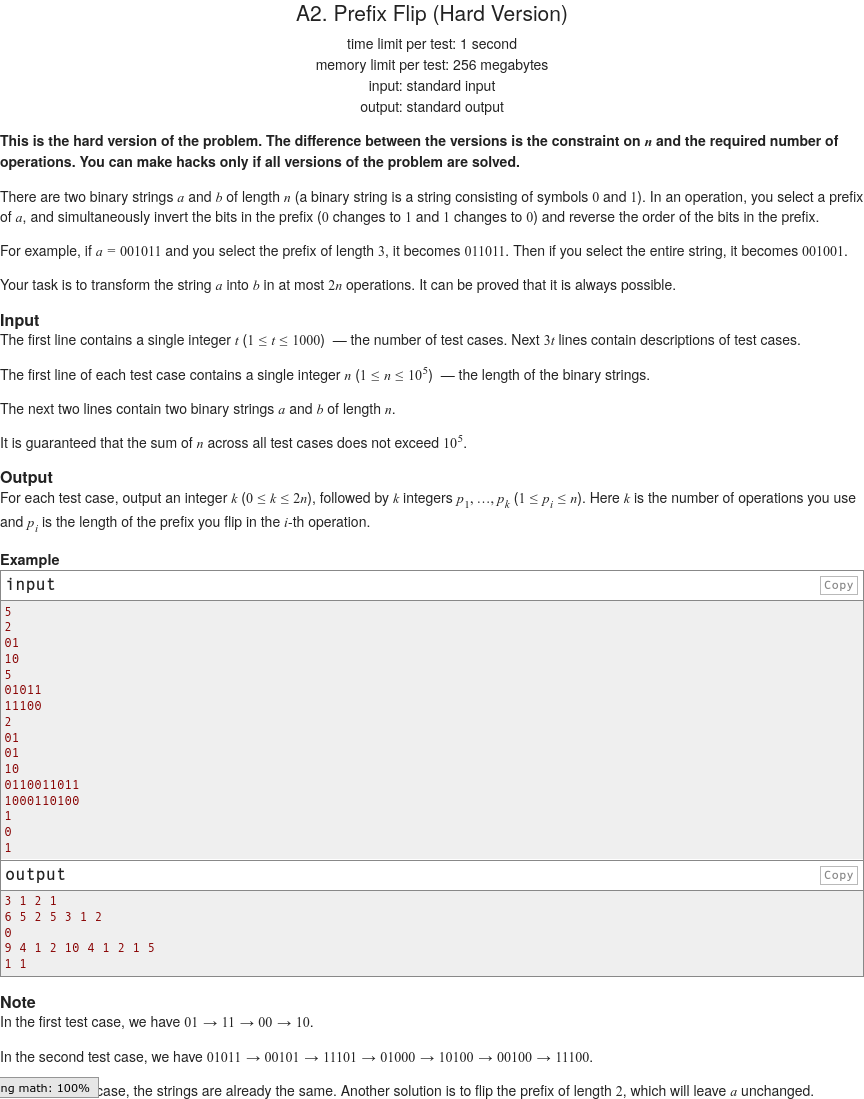 A2. Prefix Flip (Hard Version)
time limit per test: 1 second
memory limit per test: 256 megabytes
input: standard input
output: standard output
This is the hard version of the problem. The difference between the versions is the constraint on n and the required number of
operations. You can make hacks only if all versions of the problem are solved.
There are two binary strings a and b of length n (a binary string is a string consisting of symbols 0 and 1). In an operation, you select a prefix
of a, and simultaneously invert the bits in the prefix (0 changes to 1 and 1 changes to 0) and reverse the order of the bits in the prefix.
For example, if a = 001011 and you select the prefix of length 3, it becomes 011011. Then if you select the entire string, it becomes 001001.
Your task is to transform the string a into b in at most 2n operations. It can be proved that it is always possible.
Input
The first line contains a single integer t (1 ≤ t ≤ 1000) — the number of test cases. Next 3t lines contain descriptions of test cases.
The first line of each test case contains a single integer n (1 ≤ n ≤ 10^5) — the length of the binary strings.
The next two lines contain two binary strings a and b of length n.
It is guaranteed that the sum of n across all test cases does not exceed 10^5.
Output
For each test case, output an integer k (0 ≤ k ≤ 2n), followed by k integers p_1, …, p_k (1 ≤ p_i ≤ n). Here k is the number of operations you use
and p_i is the length of the prefix you flip in the i-th operation.
Example
input
Copy
5
2
01
10
5
01011
11100
2
01
01
10
0110011011
1000110100
1
0
1
output
Copy
3 1 2 1
6 5 2 5 3 1 2
0
9 4 1 2 10 4 1 2 1 5
1 1
Note
In the first test case, we have 01 → 11 → 00 → 10.
In the second test case, we have 01011 → 00101 → 11101 → 01000 → 10100 → 00100 → 11100.
ng math: 100%
case, the strings are already the same. Another solution is to flip the prefix of length 2, which will leave a unchanged.